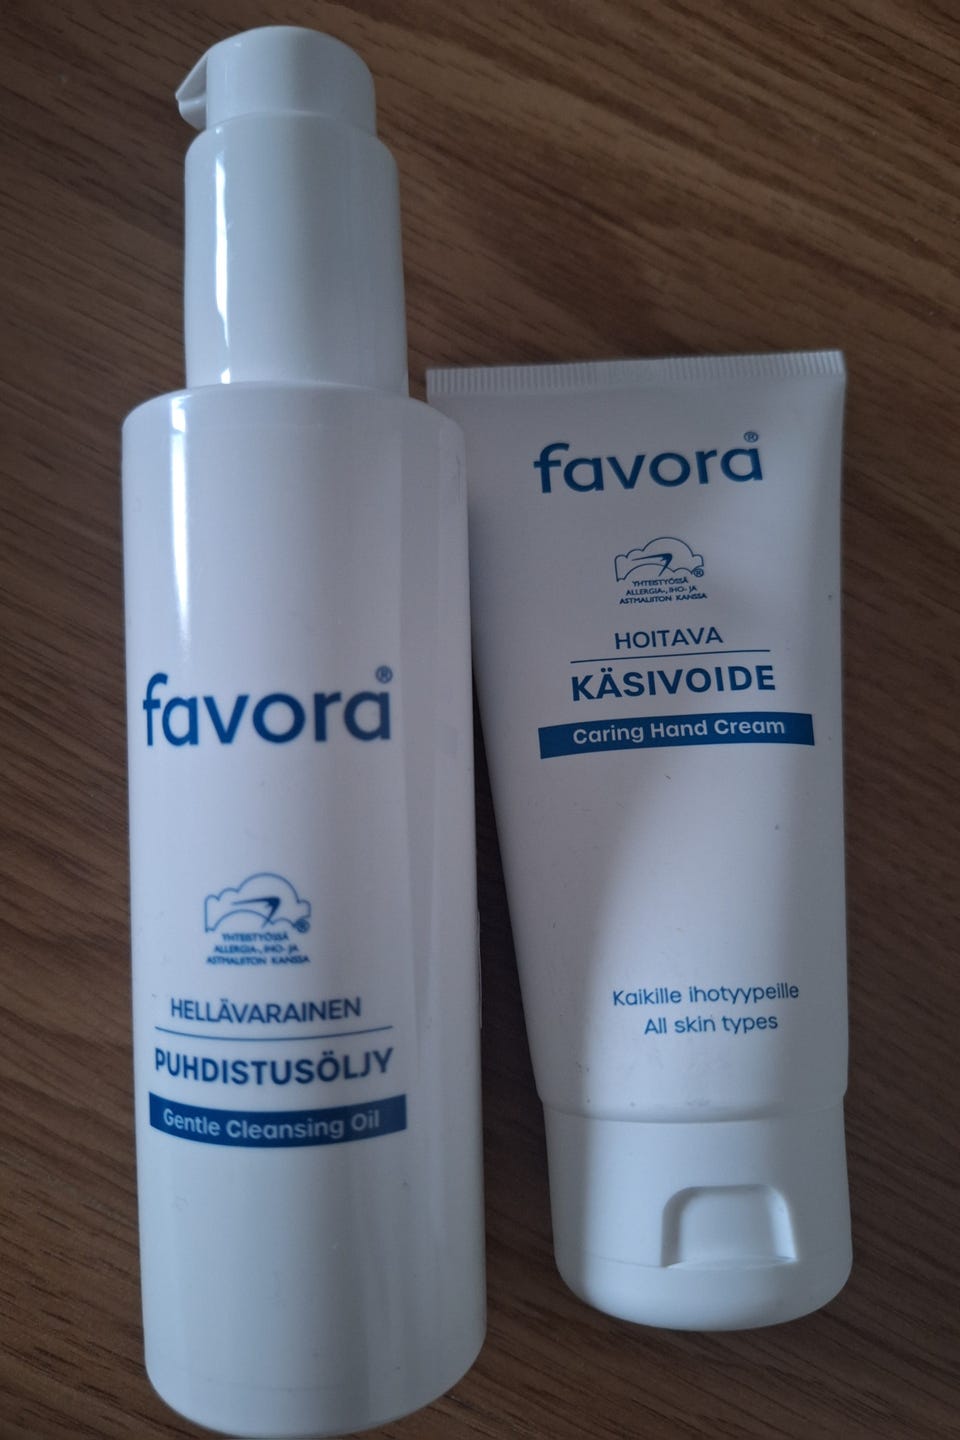 favora®
YHTEISTYÖSSÄ
ALLERGIA-, IHO- JA
ASTMALIITON KANSSA
HELLÄVARAINEN
PUHDISTUSÖLJY
Gentle Cleansing Oil
favora®
YHTEISTYÖSSÄ
ALLERGIA-, IHO- JA
ASTMALIITON KANSSA
HOITAVA
KÄSIVOIDE
Caring Hand Cream
Kaikille ihotyypeille
All skin types